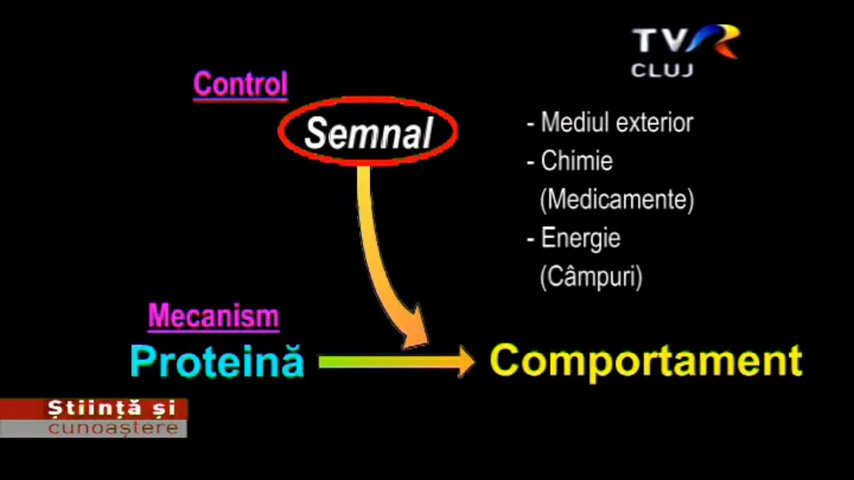 TVR
CLUJ
Control
Semnal
- Mediul exterior
- Chimie
(Medicamente)
- Energie
(Câmpuri)
Mecanism
Proteină
Comportament
Știință și
cunoaștere